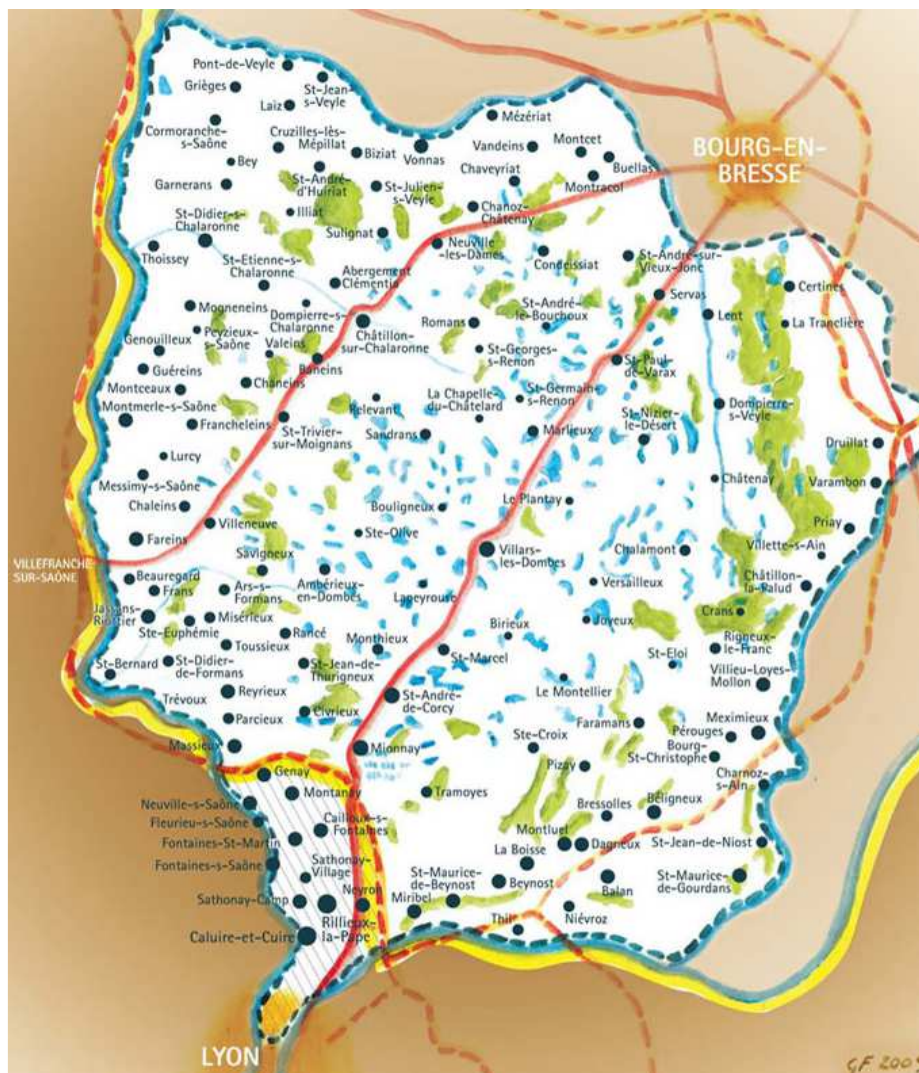 Pont-de-Veyle
Grièges
St-Jean-
s-Veyle
Laiz
Mézériat
Cormoranche-
s-Saône
Cruzilles-lès-
Mépillat
Biziat
Vonnas
Vandeins
Montcet
Buellas
BOURG-EN-
BRESSE
Bey
Chaveyriat
Montracol
Garnerans
St-André-
d'Huiriat
St-Julien-
s-Veyle
Illiat
Chanoz-
Châtenay
St-Didier-s-
Chalaronne
Sulignat
Thoissey
Neuville
-les-Dames
Condeissiat
St-André-sur-
Vieux-Jonc
St-Etienne-s-
Chalaronne
Abergement
Clémentia
Servas
Certines
Lent
La Tranclière
Mogneneins
Dompierre-s-
Chalaronne
Peyzieux-
s-Saône
Valeins
Châtillon
-sur-Chalaronne
Romans
St-André-
le-Bouchoux
Genouilleux
St-Georges-
s-Renon
Baneins
St-Paul-
de-Varax
Guéreins
Chaneins
Montceaux
Relevant
La Chapelle-
du-Châtelard
St-Germain-
s-Renon
Dompierre-
s-Veyle
Montmerle-s-Saône
Francheleins
St-Trivier-
sur-Moignans
Sandrans
Marlieux
St-Nizier-
le-Désert
Druillat
Lurcy
Messimy-s-Saône
Châtenay
Varambon
Chaleins
Bouligneux
Le Plantay
Villeneuve
Ste-Olive
Priay
Fareins
Savigneux
Villars-
les-Dombes
Chalamont
Villette-s-Ain
VILLEFRANCHE-
SUR-SAÔNE
Beauregard
Frans
Ars-s-
Formans
Ambérieux-
en-Dombes
Lapeyrouse
Versailleux
Châtillon-
la-Palud
Jassans-
Riottier
Misérieux
Crans
Ste-Euphémie
Rancé
Monthieux
Birieux
Joyeux
Toussieux
Rigneux-
le-Franc
St-Bernard
St-Didier-
de-Formans
St-Jean-de-
Thurigneux
St-Marcel
St-Eloi
Villieu-Loyes-
Mollon
Trévoux
Reyrieux
St-André-
de-Corcy
Le Montellier
Parcieux
Civrieux
Faramans
Meximieux
Pérouges
Massieux
Mionnay
Ste-Croix
Bourg-
St-Christophe
Genay
Pizay
Charnoz-
s-Ain
Montanay
Tramoyes
Neuville-s-Saône
Bressolles
Béligneux
Fleurieu-s-Saône
Cailloux-s-
Fontaines
Fontaines-St-Martin
Montluel
Dagneux
St-Jean-de-Niost
Sathonay-
Village
La Boisse
Fontaines-s-Saône
St-Maurice-
de-Beynost
Beynost
Balan
St-Maurice-
de-Gourdans
Sathonay-Camp
Neyron
Miribel
Rillieux-
la-Pape
Thil
Niévroz
Caluire-et-Cuire
LYON